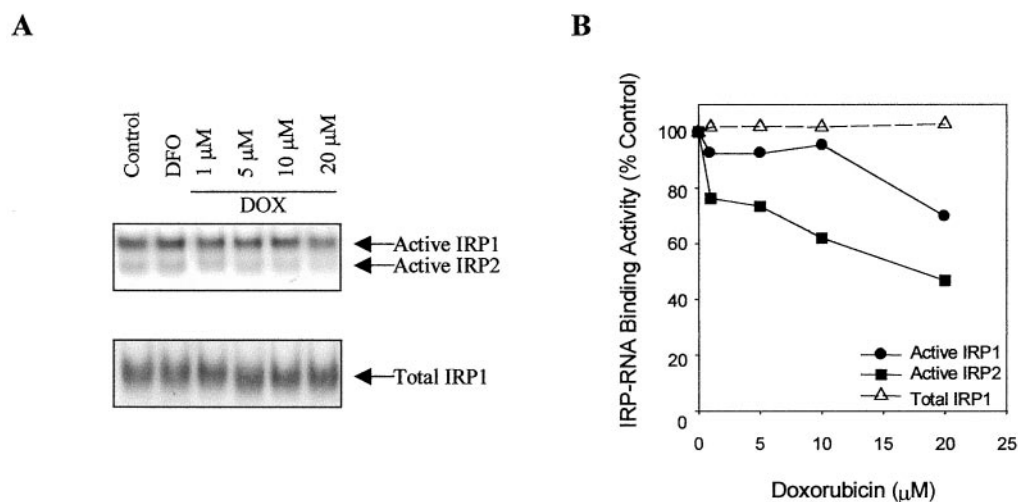 A
Control
DFO
1 μM
5 μM
10 μM
20 μM
DOX
Active IRP1
Active IRP2
Total IRP1
B
IRP-RNA Binding Activity (% Control)
100
80
60
40
20
0
Active IRP1
Active IRP2
Total IRP1
0 5 10 15 20 25
Doxorubicin (μM)